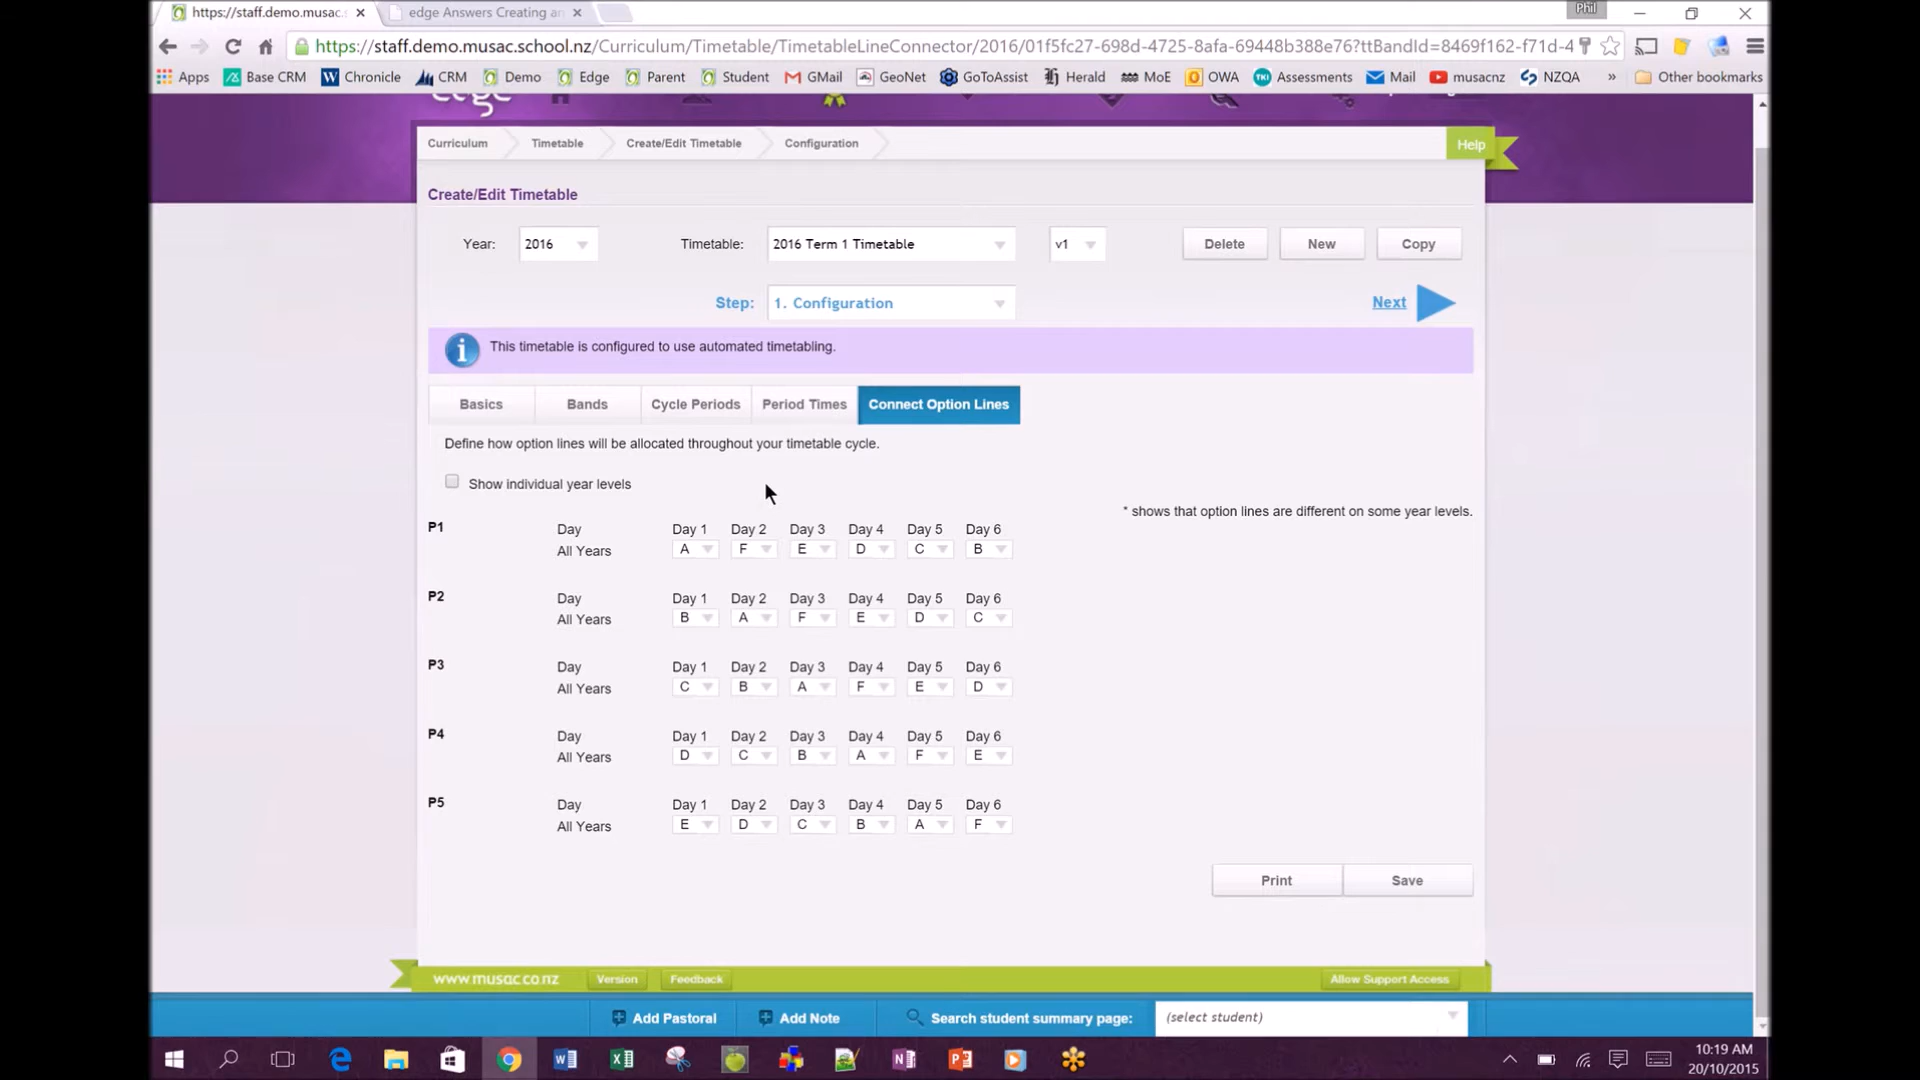 https://staff.demo.musac.s
edge Answers Creating an
Phil
https://staff.demo.musac.school.nz/Curriculum/Timetable/TimetableLineConnector/2016/01f5fc27-698d-4725-8afa-69448b388e76?ttBandId=8469f162-f71d-4
Apps Base CRM Chronicle CRM Demo Edge Parent Student GMail GeoNet GoToAssist Herald MoE OWA Assessments Mail musacnz NZQA » Other bookmarks
edge
Curriculum Timetable Create/Edit Timetable Configuration Help
Create/Edit Timetable
Year: 2016 Timetable: 2016 Term 1 Timetable v1 Delete New Copy
Step: 1. Configuration Next
This timetable is configured to use automated timetabling.
Basics Bands Cycle Periods Period Times Connect Option Lines
Define how option lines will be allocated throughout your timetable cycle.
Show individual year levels
* shows that option lines are different on some year levels.
P1 Day Day 1 Day 2 Day 3 Day 4 Day 5 Day 6
All Years A F E D C B
P2 Day Day 1 Day 2 Day 3 Day 4 Day 5 Day 6
All Years B A F E D C
P3 Day Day 1 Day 2 Day 3 Day 4 Day 5 Day 6
All Years C B A F E D
P4 Day Day 1 Day 2 Day 3 Day 4 Day 5 Day 6
All Years D C B A F E
P5 Day Day 1 Day 2 Day 3 Day 4 Day 5 Day 6
All Years E D C B A F
Print Save
www.musac.co.nz Version Feedback Allow Support Access
Add Pastoral Add Note Search student summary page: (select student)
10:19 AM
20/10/2015